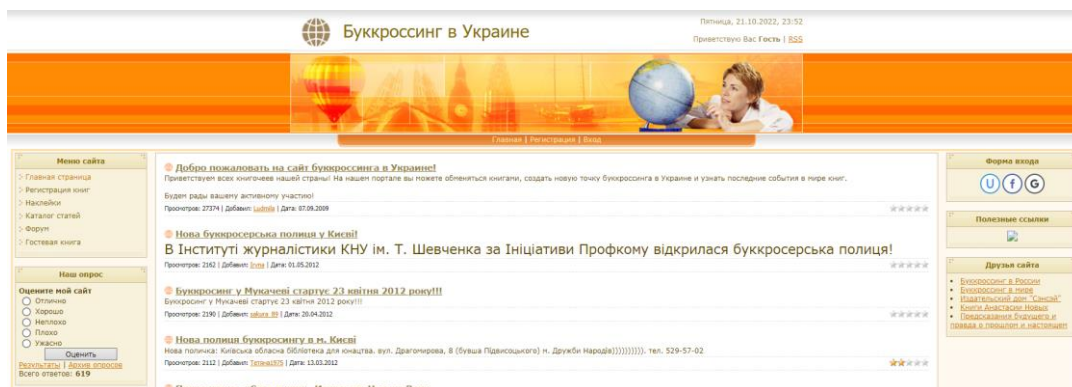 Буккроссинг в Украине
Пятница, 21.10.2022, 23:52
Приветствую Вас Гость | RSS
Главная | Регистрация | Вход
Меню сайта
Главная страница
Регистрация книг
Наклейки
Каталог статей
Форум
Гостевая книга
Наш опрос
Оцените мой сайт
Отлично
Хорошо
Неплохо
Плохо
Ужасно
Оценить
Результаты | Архив опросов
Всего ответов: 619
Добро пожаловать на сайт буккроссинга в Украине!
Приветствуем всех книгочеев нашей страны! На нашем портале вы можете обменяться книгами, создать новую точку буккроссинга в Украине и узнать последние события в мире книг.
Будем рады вашему активному участию!
Просмотров: 27374 | Добавил: Ludmila | Дата: 07.09.2009
Нова буккросерська полиця у Києві!
В Інституті журналістики КНУ ім. Т. Шевченка за Ініціативи Профкому відкрилася буккросерська полиця!
Просмотров: 2162 | Добавил: Iryna | Дата: 01.05.2012
Буккросинг у Мукачеві стартує 23 квітня 2012 року!!!
Буккросинг у Мукачеві стартує 23 квітня 2012 року!!!
Просмотров: 2190 | Добавил: sakura_89 | Дата: 20.04.2012
Нова полиця буккросингу в м. Києві
Нова поличка: Київська обласна бібліотека для юнацтва. вул. Драгомирова, 8 (бувша Підвисоцького) м. Дружби Народів)))))))))). тел. 529-57-02
Просмотров: 2112 | Добавил: Татана1975 | Дата: 13.03.2012
Форма входа
U f G
Полезные ссылки
Друзья сайта
Буккроссинг в России
Буккроссинг в мире
Издательский дом "Сэнсэй"
Книги Анастасии Новых
Предсказания будущего и
правда о прошлом и настоящем